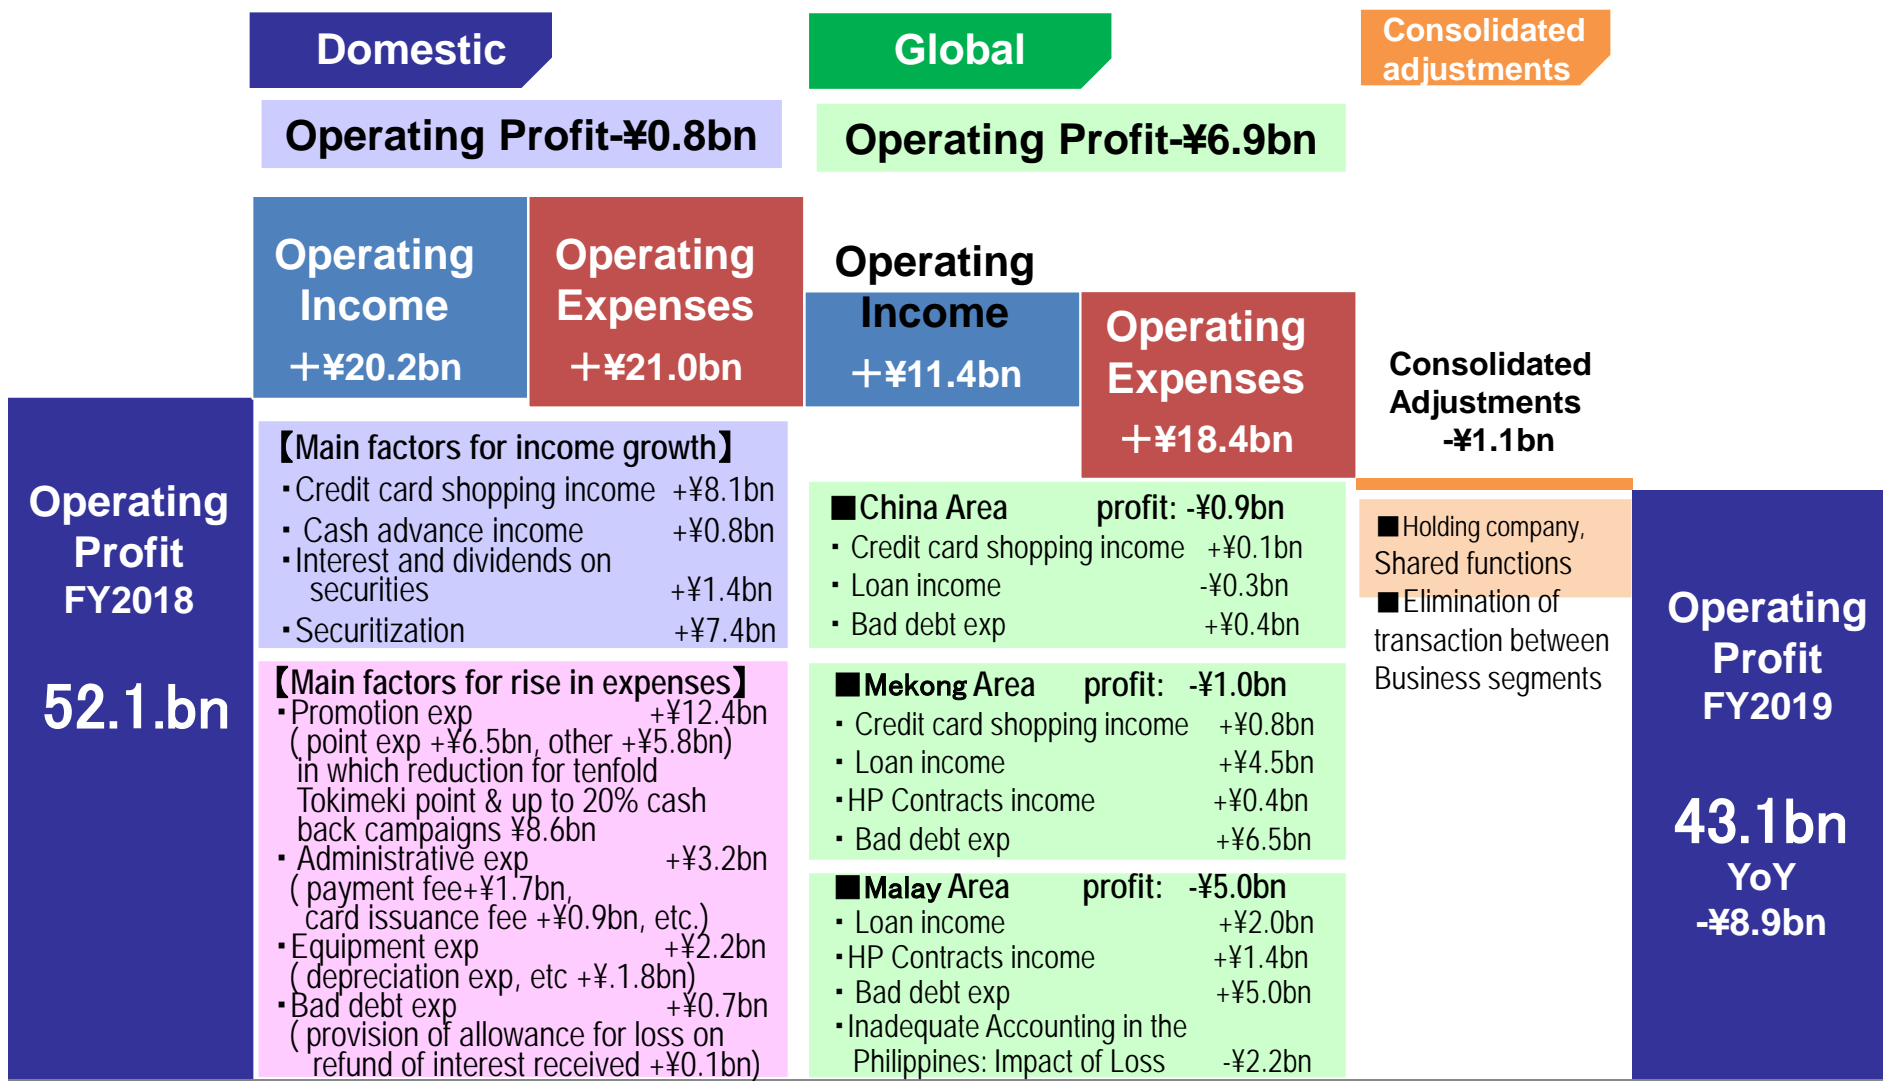 Domestic
Operating Profit-¥0.8bn
Operating
Income
＋¥20.2bn
Operating
Expenses
＋¥21.0bn
Global
Operating Profit-¥6.9bn
Operating
Income
＋¥11.4bn
Operating
Expenses
＋¥18.4bn
Consolidated
adjustments
Consolidated
Adjustments
-¥1.1bn
Operating
Profit
FY2018
52.1.bn
【Main factors for income growth】
・Credit card shopping income +¥8.1bn
・ Cash advance income +¥0.8bn
・Interest and dividends on
securities +¥1.4bn
・Securitization +¥7.4bn
【Main factors for rise in expenses】
・Promotion exp +¥12.4bn
( point exp +¥6.5bn, other +¥5.8bn)
in which reduction for tenfold
Tokimeki point & up to 20% cash
back campaigns ¥8.6bn
・ Administrative exp +¥3.2bn
( payment fee+¥1.7bn,
card issuance fee +¥0.9bn, etc.)
・Equipment exp +¥2.2bn
( depreciation exp, etc +¥.1.8bn)
・Bad debt exp +¥0.7bn
( provision of allowance for loss on
refund of interest received +¥0.1bn)
■China Area profit: -¥0.9bn
・ Credit card shopping income +¥0.1bn
・ Loan income -¥0.3bn
・ Bad debt exp +¥0.4bn
■Mekong Area profit: -¥1.0bn
・ Credit card shopping income +¥0.8bn
・ Loan income +¥4.5bn
・HP Contracts income +¥0.4bn
・ Bad debt exp +¥6.5bn
■Malay Area profit: -¥5.0bn
・ Loan income +¥2.0bn
・HP Contracts income +¥1.4bn
・ Bad debt exp +¥5.0bn
・Inadequate Accounting in the
Philippines: Impact of Loss -¥2.2bn
■Holding company,
Shared functions
■Elimination of
transaction between
Business segments
Operating
Profit
FY2019
43.1bn
YoY
-¥8.9bn